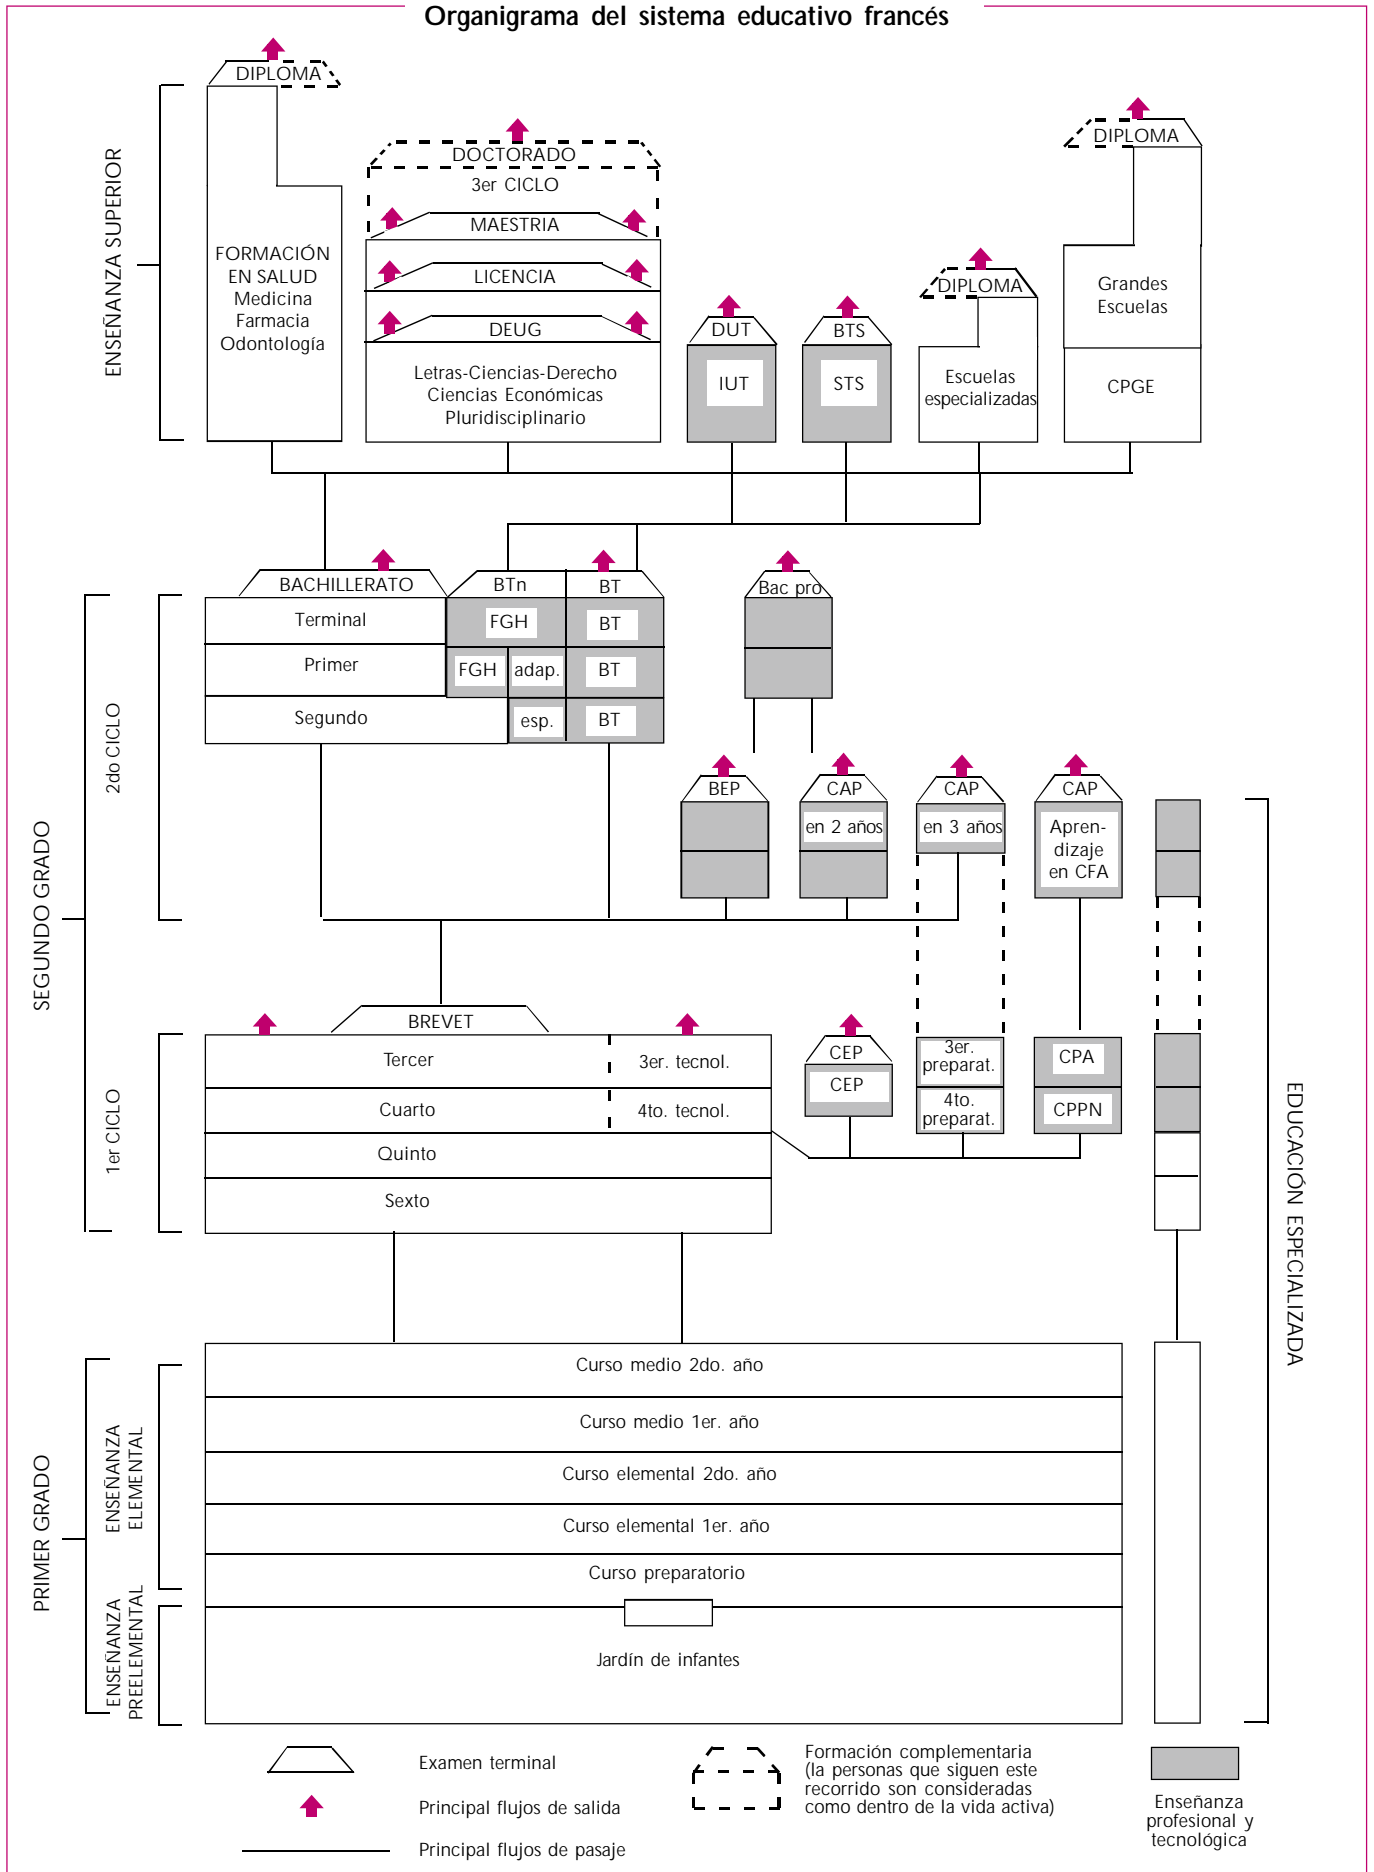 Organigrama del sistema educativo francés
ENSEÑANZA SUPERIOR
DIPLOMA
FORMACIÓN
EN SALUD
Medicina
Farmacia
Odontología
DOCTORADO
3er CICLO
MAESTRIA
LICENCIA
DEUG
Letras-Ciencias-Derecho
Ciencias Económicas
Pluridisciplinario
DUT
IUT
BTS
STS
DIPLOMA
Escuelas
especializadas
DIPLOMA
Grandes
Escuelas
CPGE
SEGUNDO GRADO
2do CICLO
BACHILLERATO
BTn
BT
Bac pro
Terminal
FGH
BT
Primer
FGH
adap.
BT
Segundo
esp.
BT
BEP
CAP
CAP
CAP
en 2 años
en 3 años
Apren-
dizaje
en CFA
1er CICLO
BREVET
Tercer
3er. tecnol.
Cuarto
4to. tecnol.
Quinto
Sexto
CEP
CEP
3er.
preparat.
4to.
preparat.
CPA
CPPN
EDUCACIÓN ESPECIALIZADA
PRIMER GRADO
ENSEÑANZA
ELEMENTAL
Curso medio 2do. año
Curso medio 1er. año
Curso elemental 2do. año
Curso elemental 1er. año
Curso preparatorio
ENSEÑANZA
PREELEMENTAL
Jardín de infantes
Examen terminal
Principal flujos de salida
Principal flujos de pasaje
Formación complementaria
(la personas que siguen este
recorrido son consideradas
como dentro de la vida activa)
Enseñanza
profesional y
tecnológica